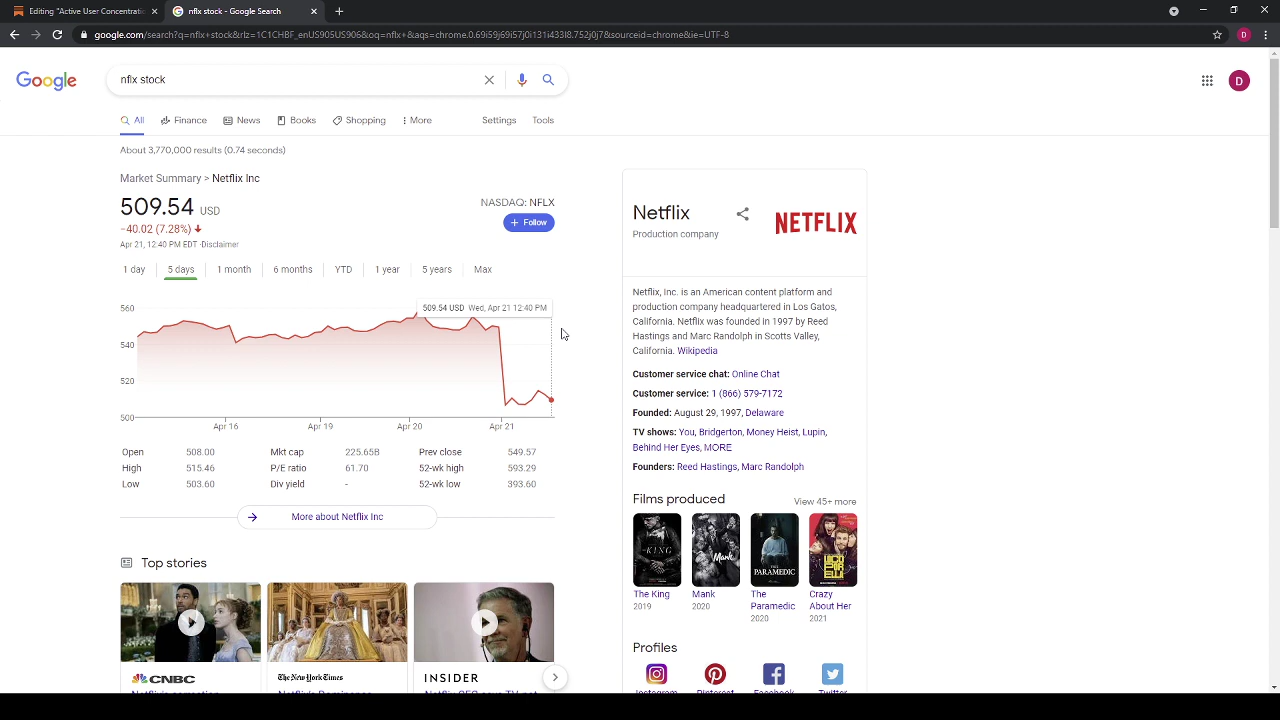 Editing "Active User Concentratio
nflx stock - Google Search
google.com/search?q=nflx+stock&rlz=1C1CHBF_enUS905US906&oq=nflx+&aqs=chrome.0.69i59j69i57j0i131i433l8.752j0j7&sourceid=chrome&ie=UTF-8
D
Google
nflx stock
D
All
Finance
News
Books
Shopping
More
Settings
Tools
About 3,770,000 results (0.74 seconds)
Market Summary > Netflix Inc
509.54 USD
NASDAQ: NFLX
−40.02 (7.28%)
+ Follow
Apr 21, 12:40 PM EDT · Disclaimer
1 day
5 days
1 month
6 months
YTD
1 year
5 years
Max
509.54 USD Wed, Apr 21 12:40 PM
560
540
520
500
Apr 16
Apr 19
Apr 20
Apr 21
Open 508.00 Mkt cap 225.65B Prev close 549.57
High 515.46 P/E ratio 61.70 52-wk high 593.29
Low 503.60 Div yield - 52-wk low 393.60
More about Netflix Inc
Top stories
CNBC
The New York Times
INSIDER
Netflix
Production company
NETFLIX
Netflix, Inc. is an American content platform and
production company headquartered in Los Gatos,
California. Netflix was founded in 1997 by Reed
Hastings and Marc Randolph in Scotts Valley,
California. Wikipedia
Customer service chat: Online Chat
Customer service: 1 (866) 579-7172
Founded: August 29, 1997, Delaware
TV shows: You, Bridgerton, Money Heist, Lupin,
Behind Her Eyes, MORE
Founders: Reed Hastings, Marc Randolph
Films produced
View 45+ more
KING
Mank
THE
PARAMEDIC
The King
2019
Mank
2020
The
Paramedic
2020
Crazy
About Her
2021
Profiles
Instagram
Pinterest
Facebook
Twitter